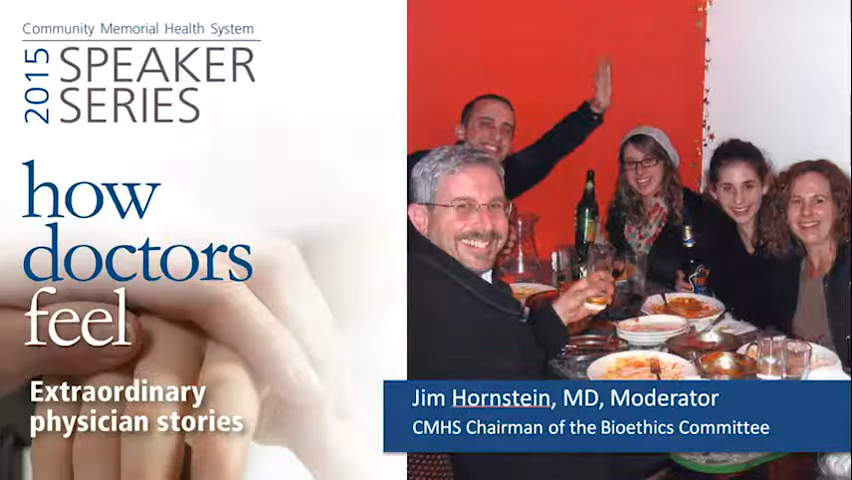 Community Memorial Health System
2015 SPEAKER
SERIES
how
doctors
feel
Extraordinary
physician stories
Jim Hornstein, MD, Moderator
CMHS Chairman of the Bioethics Committee